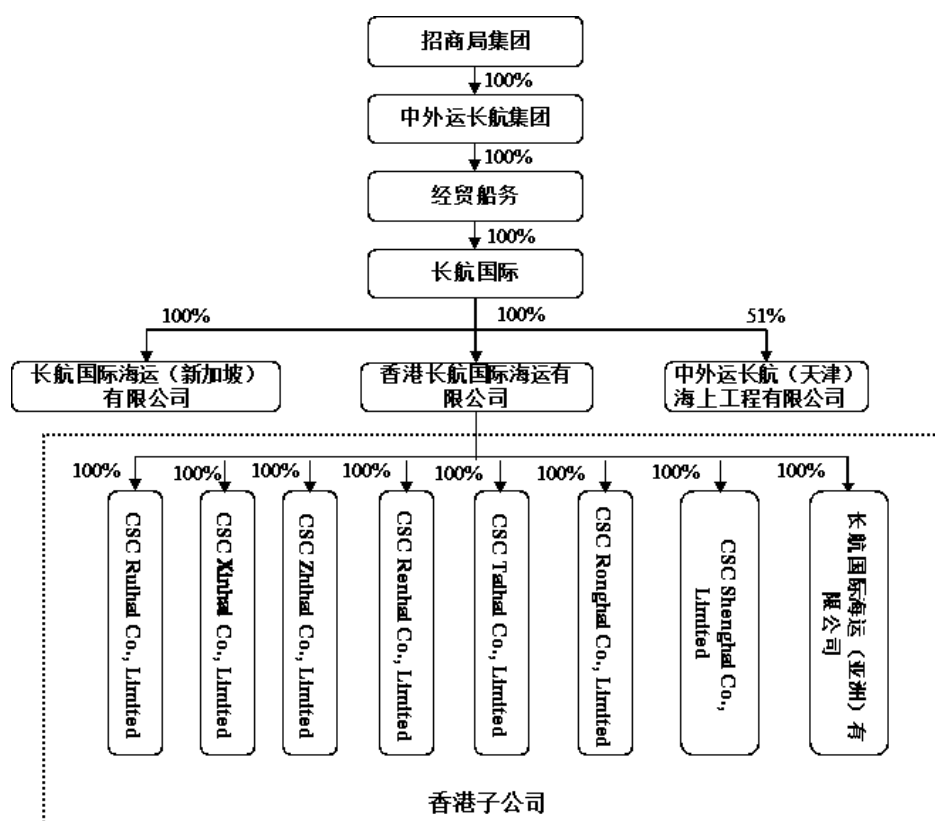 招商局集团
100%
中外运长航集团
100%
经贸船务
100%
长航国际
100%
100%
51%
长航国际海运（新加坡）
有限公司
香港长航国际海运有
限公司
中外运长航（天津）
海上工程有限公司
100%
100%
100%
100%
100%
100%
100%
100%
CSC Ruihai Co., Limited
CSC Xinhai Co., Limited
CSC Zhihai Co., Limited
CSC Renhai Co., Limited
CSC Taihai Co., Limited
CSC Ronghai Co., Limited
CSC Shenghai Co.,
Limited
长航国际海运（亚洲）有
限公司
香港子公司